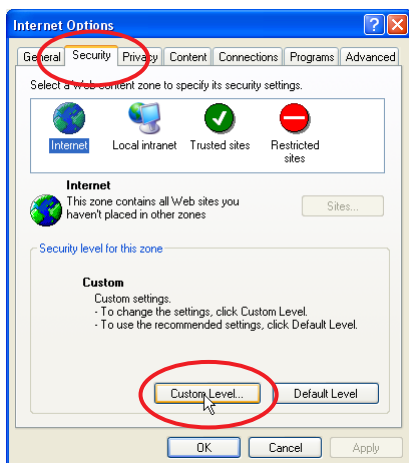 Internet Options
General Security Privacy Content Connections Programs Advanced
Select a Web content zone to specify its security settings.
Internet Local intranet Trusted sites Restricted sites
Internet
This zone contains all Web sites you
haven't placed in other zones
Sites...
Security level for this zone
Custom
Custom settings.
- To change the settings, click Custom Level.
- To use the recommended settings, click Default Level.
Custom Level... Default Level
OK Cancel Apply